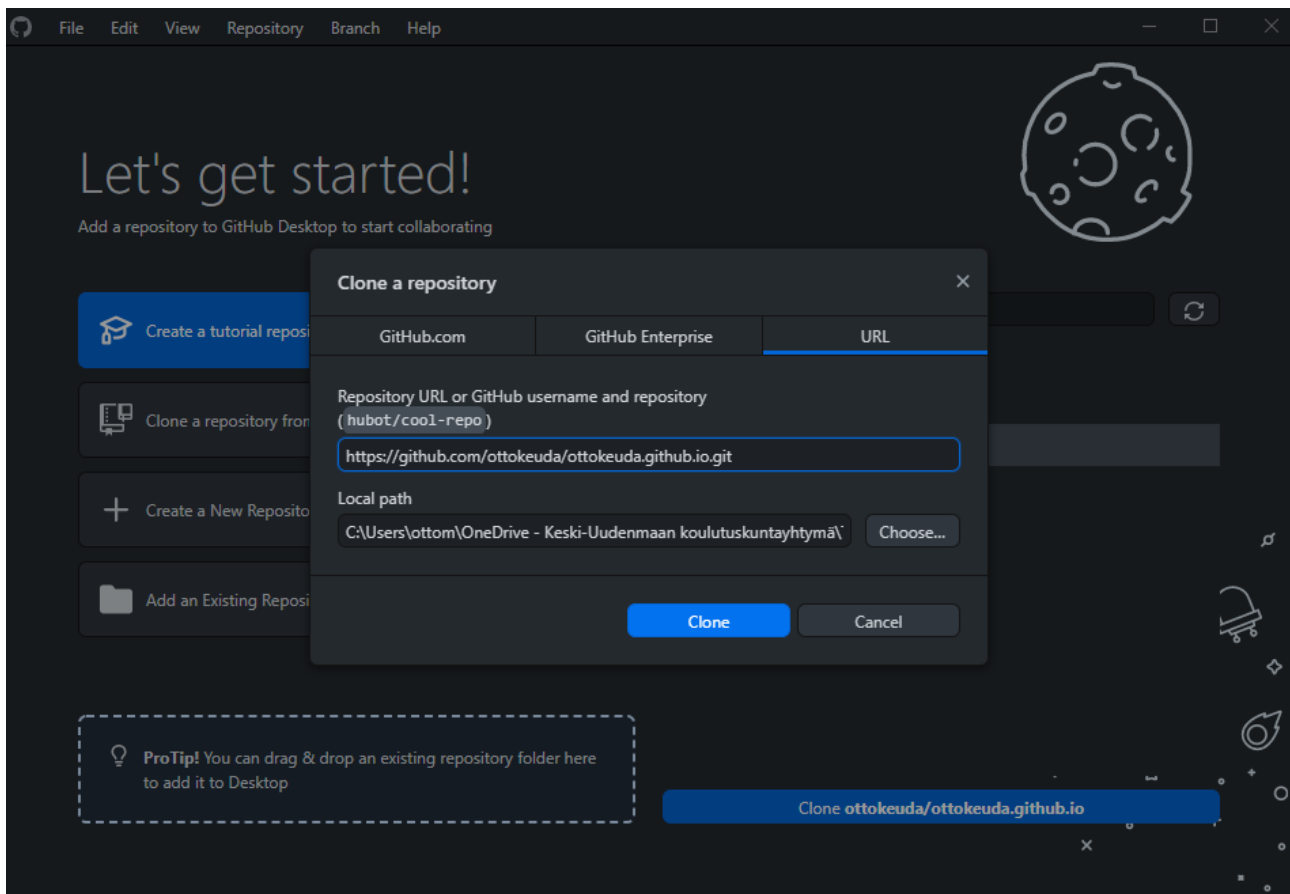 File Edit View Repository Branch Help
Let's get started!
Add a repository to GitHub Desktop to start collaborating
Create a tutorial reposi
Clone a repository from
Create a New Reposito
Add an Existing Reposi
Clone a repository
GitHub.com GitHub Enterprise URL
Repository URL or GitHub username and repository
(hubot/cool-repo)
https://github.com/ottokeuda/ottokeuda.github.io.git
Local path
C:\Users\ottom\OneDrive - Keski-Uudenmaan koulutuskuntayhtymä\ Choose...
Clone Cancel
ProTip! You can drag & drop an existing repository folder here
to add it to Desktop
Clone ottokeuda/ottokeuda.github.io